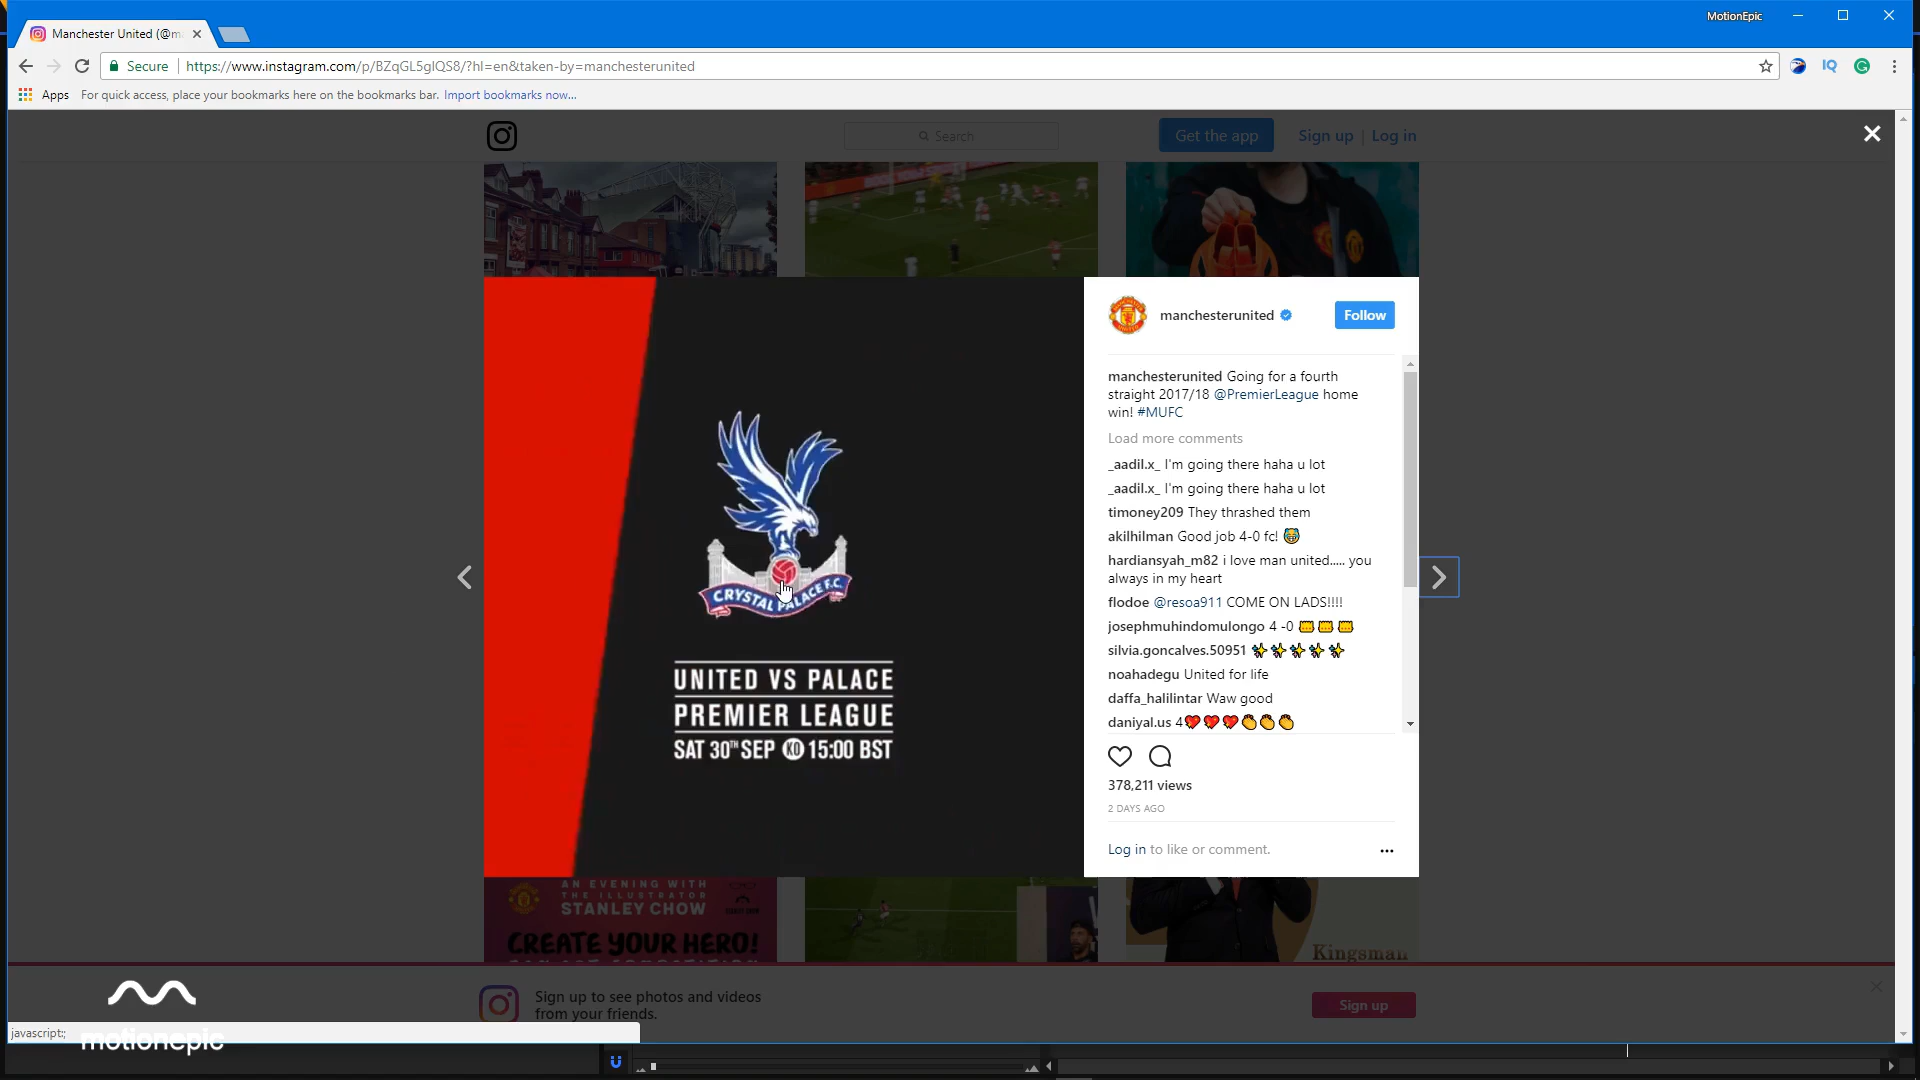 MotionEpic
Manchester United (@m
Secure
https://www.instagram.com/p/BZqGL5glQS8/?hl=en&taken-by=manchesterunited
IQ
Apps
For quick access, place your bookmarks here on the bookmarks bar. Import bookmarks now...
Search
Get the app
Sign up | Log in
manchesterunited
Follow
CRYSTAL PALACE F.C.
UNITED VS PALACE
PREMIER LEAGUE
SAT 30TH SEP KO 15:00 BST
manchesterunited Going for a fourth
straight 2017/18 @PremierLeague home
win! #MUFC
Load more comments
_aadil.x_ I'm going there haha u lot
_aadil.x_ I'm going there haha u lot
timoney209 They thrashed them
akilhilman Good job 4-0 fc! 😂
hardiansyah_m82 i love man united..... you
always in my heart
flodoe @resoa911 COME ON LADS!!!!
josephmuhindomulongo 4 -0
silvia.goncalves.50951 ✨✨✨✨✨
noahadegu United for life
daffa_halilintar Waw good
daniyal.us 4❤️❤️❤️👏👏👏
378,211 views
2 DAYS AGO
Log in to like or comment.
AN EVENING WITH
THE ILLUSTRATOR
STANLEY CHOW
CREATE YOUR HERO!
Kingsman
Sign up to see photos and videos
from your friends.
Sign up
javascript:;
motionepic